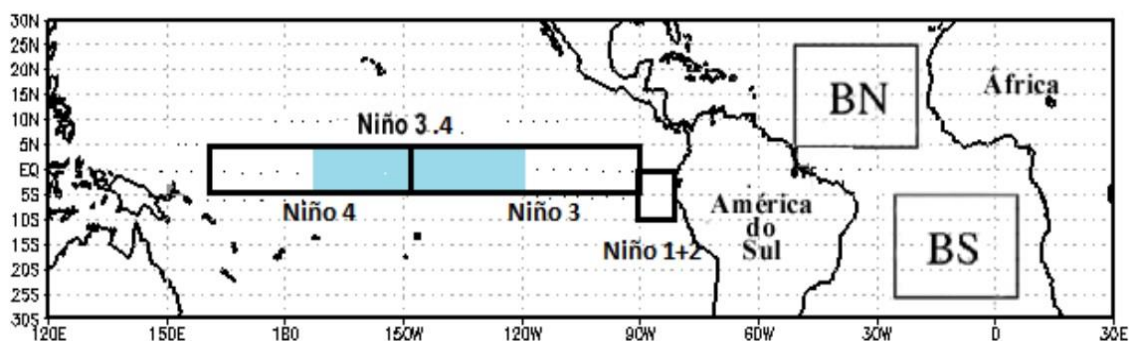 30N
25N
20N
15N
10N
5N
EQ
5S
10S
15S
20S
25S
30S
Niño 3.4
Niño 4
Niño 3
Niño 1+2
América
do
Sul
BN
África
BS
120E 150E 180 150W 120W 90W 60W 30W 0 30E